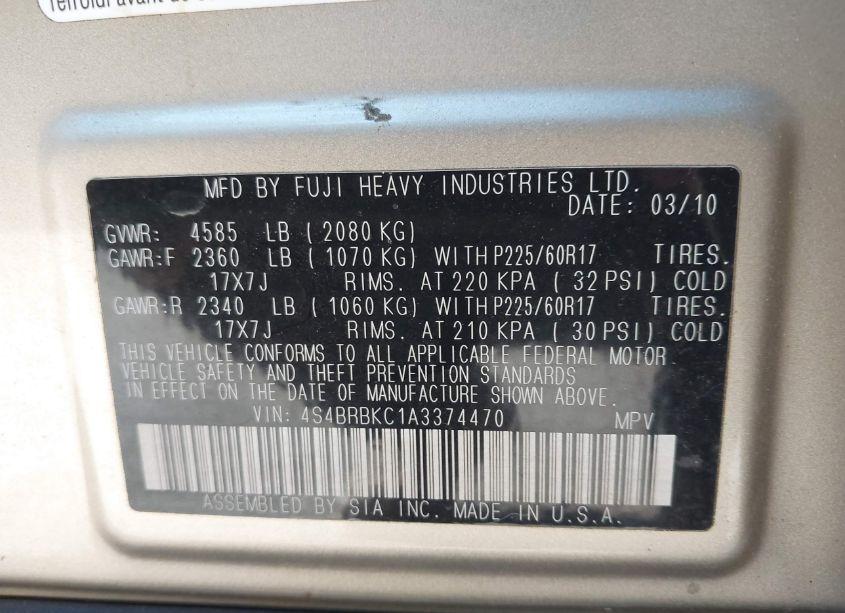 MFD BY FUJI HEAVY INDUSTRIES LTD.
DATE: 03/10
GVWR: 4585 LB ( 2080 KG)
GAWR:F 2360 LB ( 1070 KG) WITH P225/60R17 TIRES.
17X7J RIMS. AT 220 KPA ( 32 PSI) COLD
GAWR:R 2340 LB ( 1060 KG) WITH P225/60R17 TIRES.
17X7J RIMS. AT 210 KPA ( 30 PSI) COLD
THIS VEHICLE CONFORMS TO ALL APPLICABLE FEDERAL MOTOR
VEHICLE SAFETY AND THEFT PREVENTION STANDARDS
IN EFFECT ON THE DATE OF MANUFACTURE SHOWN ABOVE.
VIN: 4S4BRBKC1A3374470 MPV
ASSEMBLED BY SIA INC. MADE IN U.S.A.